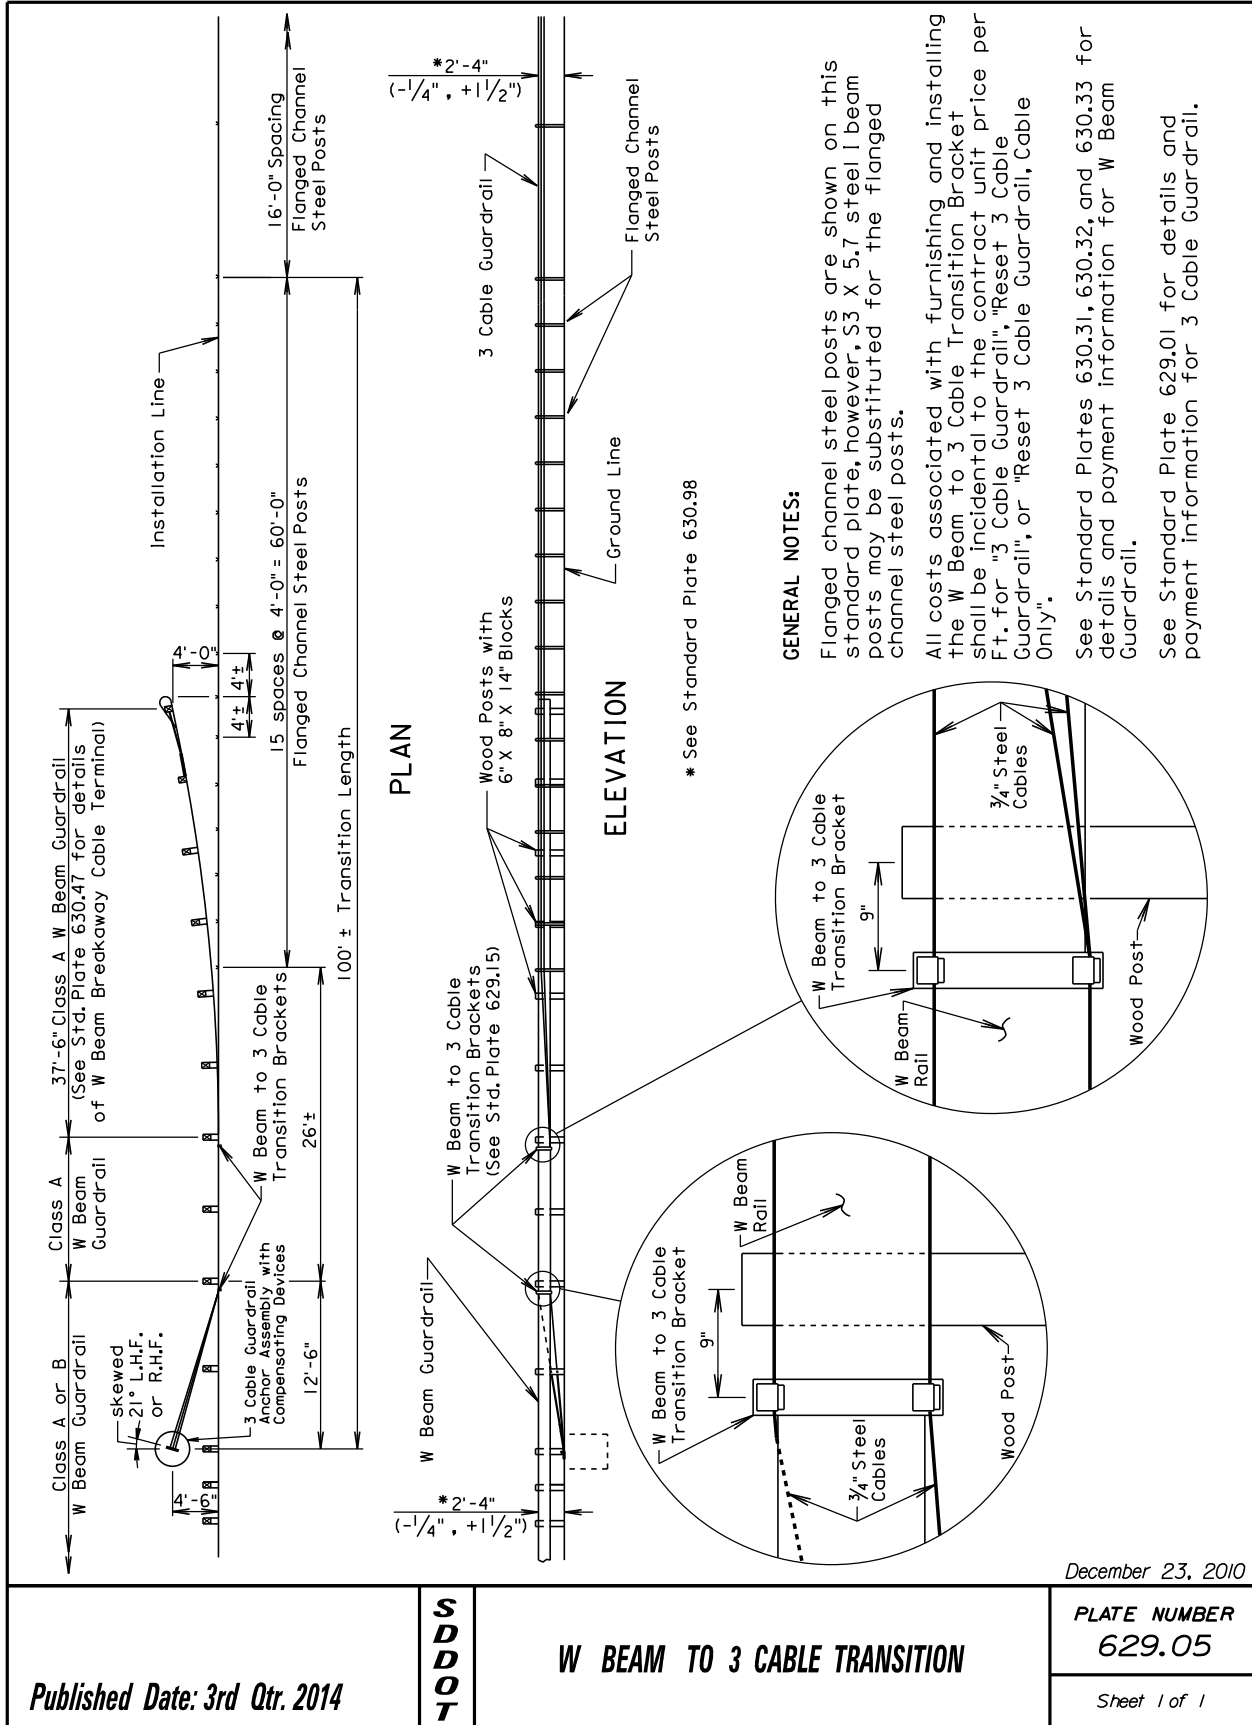 Class A or B
W Beam Guardrail
Class A
W Beam
Guardrail
37'-6" Class A W Beam Guardrail
(See Std. Plate 630.47 for details
of W Beam Breakaway Cable Terminal)
skewed
21° L.H.F.
or R.H.F.
4'-6"
3 Cable Guardrail
Anchor Assembly with
Compensating Devices
W Beam to 3 Cable
Transition Brackets
4'-0"
4'±
4'±
Installation Line
12'-6"
26'±
15 spaces @ 4'-0" = 60'-0"
Flanged Channel Steel Posts
16'-0" Spacing
Flanged Channel
Steel Posts
100' ± Transition Length
PLAN
*2'-4"
(-1/4" , +1 1/2")
W Beam Guardrail
W Beam to 3 Cable
Transition Brackets
(See Std. Plate 629.15)
Wood Posts with
6" X 8" X 14" Blocks
3 Cable Guardrail
*2'-4"
(-1/4" , +1 1/2")
Ground Line
Flanged Channel
Steel Posts
ELEVATION
* See Standard Plate 630.98
W Beam to 3 Cable
Transition Bracket
9"
W Beam
Rail
3/4" Steel
Cables
Wood Post
W Beam to 3 Cable
Transition Bracket
9"
W Beam
Rail
3/4" Steel
Cables
Wood Post
GENERAL NOTES:
Flanged channel steel posts are shown on this
standard plate, however, S3 X 5.7 steel I beam
posts may be substituted for the flanged
channel steel posts.
All costs associated with furnishing and installing
the W Beam to 3 Cable Transition Bracket
shall be incidental to the contract unit price per
Ft. for "3 Cable Guardrail", "Reset 3 Cable
Guardrail", or "Reset 3 Cable Guardrail, Cable
Only".
See Standard Plates 630.31, 630.32, and 630.33 for
details and payment information for W Beam
Guardrail.
See Standard Plate 629.01 for details and
payment information for 3 Cable Guardrail.
December 23, 2010
Published Date: 3rd Qtr. 2014
S
D
D
O
T
W BEAM TO 3 CABLE TRANSITION
PLATE NUMBER
629.05
Sheet 1 of 1